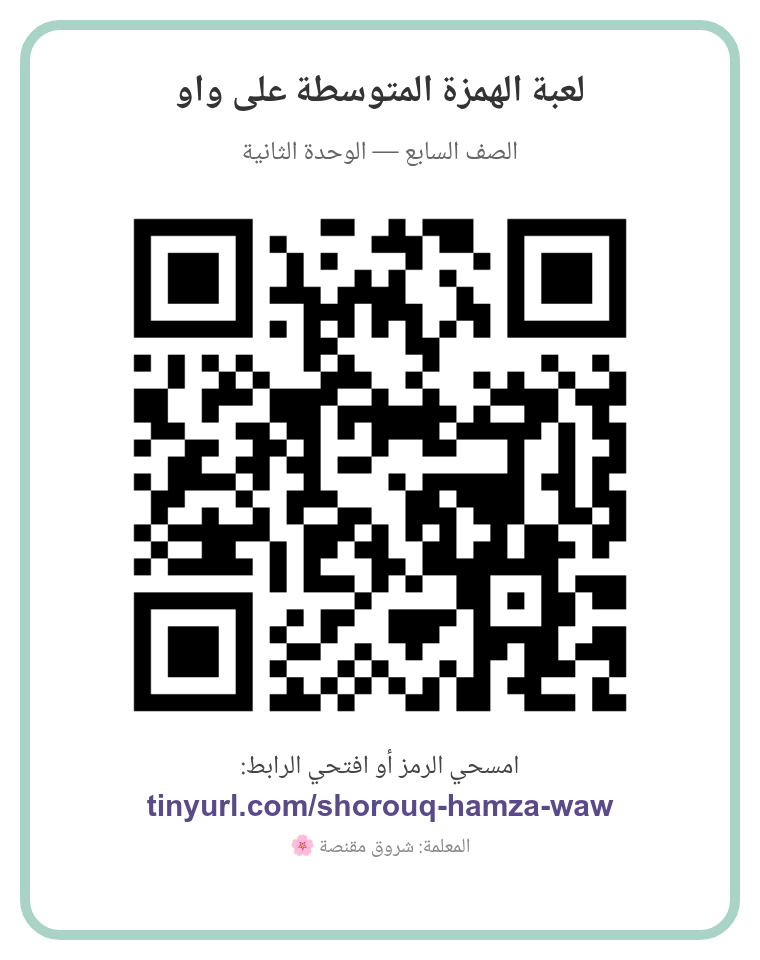 لعبة الهمزة المتوسطة على واو
الصف السابع — الوحدة الثانية
امسحي الرمز أو افتحي الرابط:
tinyurl.com/shorouq-hamza-waw
المعلمة: شروق مقنصة 🌸